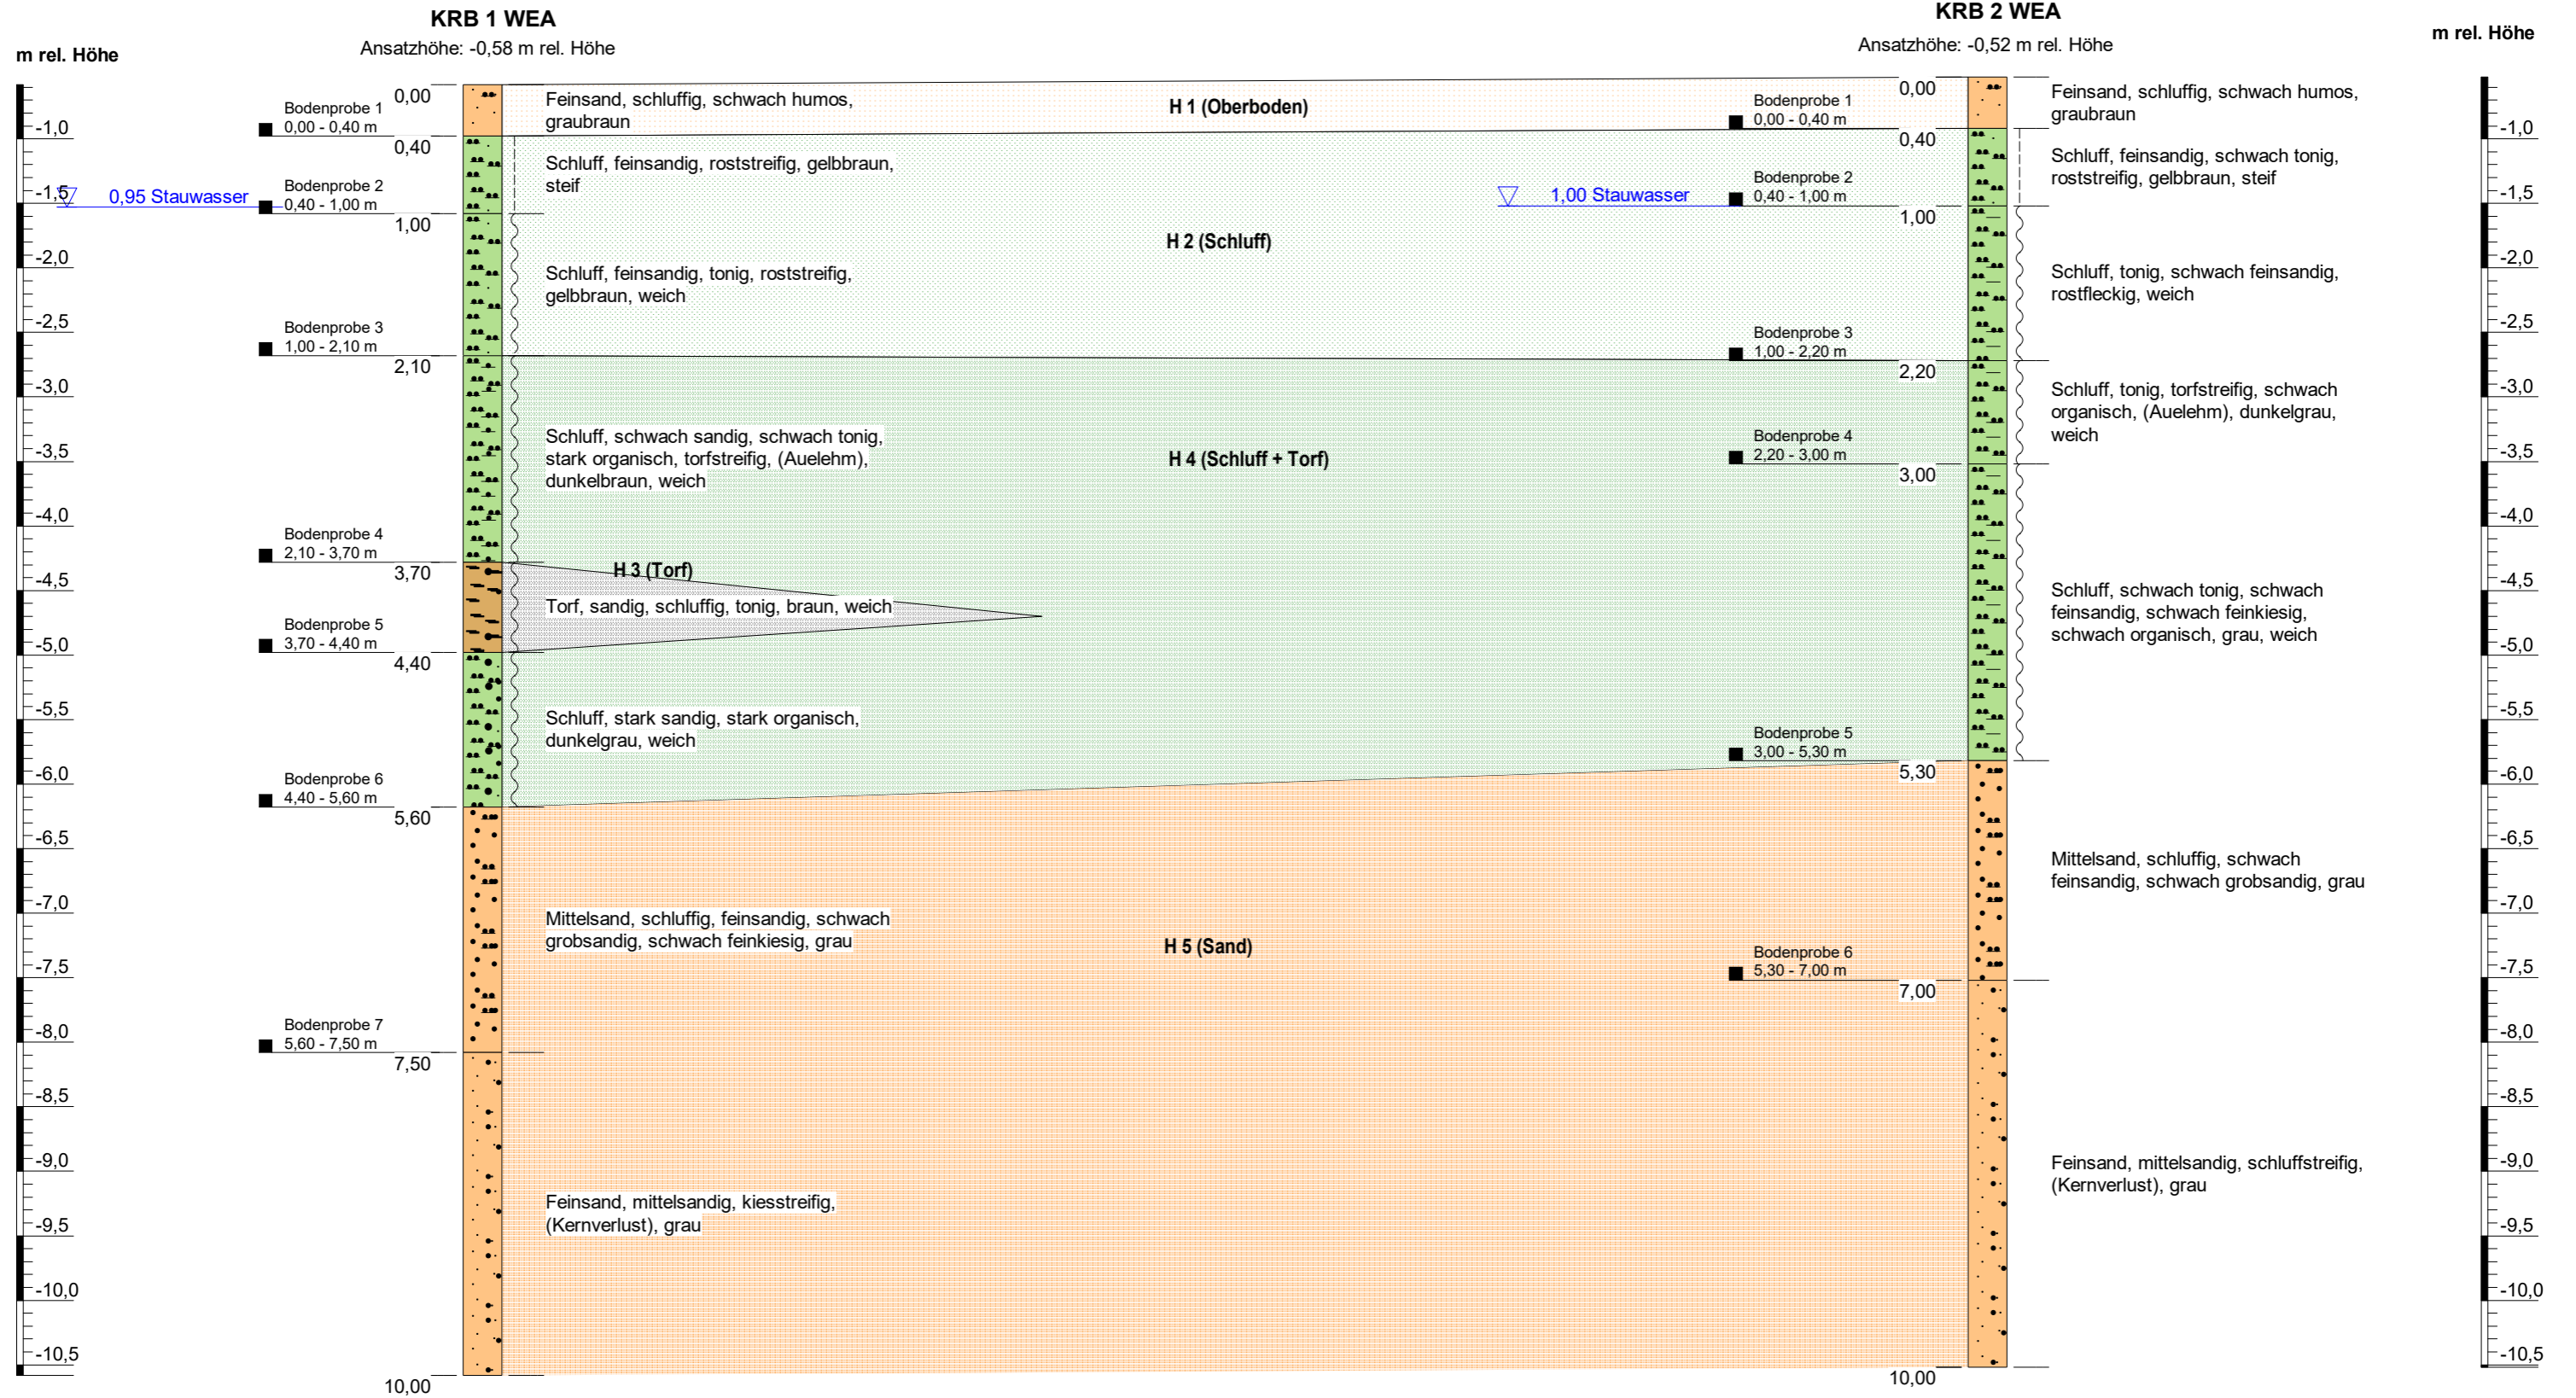 KRB 1 WEA
Ansatzhöhe: -0,58 m rel. Höhe
KRB 2 WEA
Ansatzhöhe: -0,52 m rel. Höhe
m rel. Höhe
-1,0
-1,5
-2,0
-2,5
-3,0
-3,5
-4,0
-4,5
-5,0
-5,5
-6,0
-6,5
-7,0
-7,5
-8,0
-8,5
-9,0
-9,5
-10,0
-10,5
0,95 Stauwasser
Bodenprobe 1
0,00 - 0,40 m
Bodenprobe 2
0,40 - 1,00 m
Bodenprobe 3
1,00 - 2,10 m
Bodenprobe 4
2,10 - 3,70 m
Bodenprobe 5
3,70 - 4,40 m
Bodenprobe 6
4,40 - 5,60 m
Bodenprobe 7
5,60 - 7,50 m
0,00
0,40
1,00
2,10
3,70
4,40
5,60
7,50
10,00
Feinsand, schluffig, schwach humos,
graubraun
Schluff, feinsandig, roststreifig, gelbbraun,
steif
Schluff, feinsandig, tonig, roststreifig,
gelbbraun, weich
Schluff, schwach sandig, schwach tonig,
stark organisch, torfstreifig, (Auelehm),
dunkelbraun, weich
Torf, sandig, schluffig, tonig, braun, weich
Schluff, stark sandig, stark organisch,
dunkelgrau, weich
Mittelsand, schluffig, feinsandig, schwach
grobsandig, schwach feinkiesig, grau
Feinsand, mittelsandig, kiesstreifig,
(Kernverlust), grau
H 1 (Oberboden)
H 2 (Schluff)
H 3 (Torf)
H 4 (Schluff + Torf)
H 5 (Sand)
1,00 Stauwasser
Bodenprobe 1
0,00 - 0,40 m
Bodenprobe 2
0,40 - 1,00 m
Bodenprobe 3
1,00 - 2,20 m
Bodenprobe 4
2,20 - 3,00 m
Bodenprobe 5
3,00 - 5,30 m
Bodenprobe 6
5,30 - 7,00 m
0,00
0,40
1,00
2,20
3,00
5,30
7,00
10,00
Feinsand, schluffig, schwach humos,
graubraun
Schluff, feinsandig, schwach tonig,
roststreifig, gelbbraun, steif
Schluff, tonig, schwach feinsandig,
rostfleckig, weich
Schluff, tonig, torfstreifig, schwach
organisch, (Auelehm), dunkelgrau,
weich
Schluff, schwach tonig, schwach
feinsandig, schwach feinkiesig,
schwach organisch, grau, weich
Mittelsand, schluffig, schwach
feinsandig, schwach grobsandig, grau
Feinsand, mittelsandig, schluffstreifig,
(Kernverlust), grau
m rel. Höhe
-1,0
-1,5
-2,0
-2,5
-3,0
-3,5
-4,0
-4,5
-5,0
-5,5
-6,0
-6,5
-7,0
-7,5
-8,0
-8,5
-9,0
-9,5
-10,0
-10,5